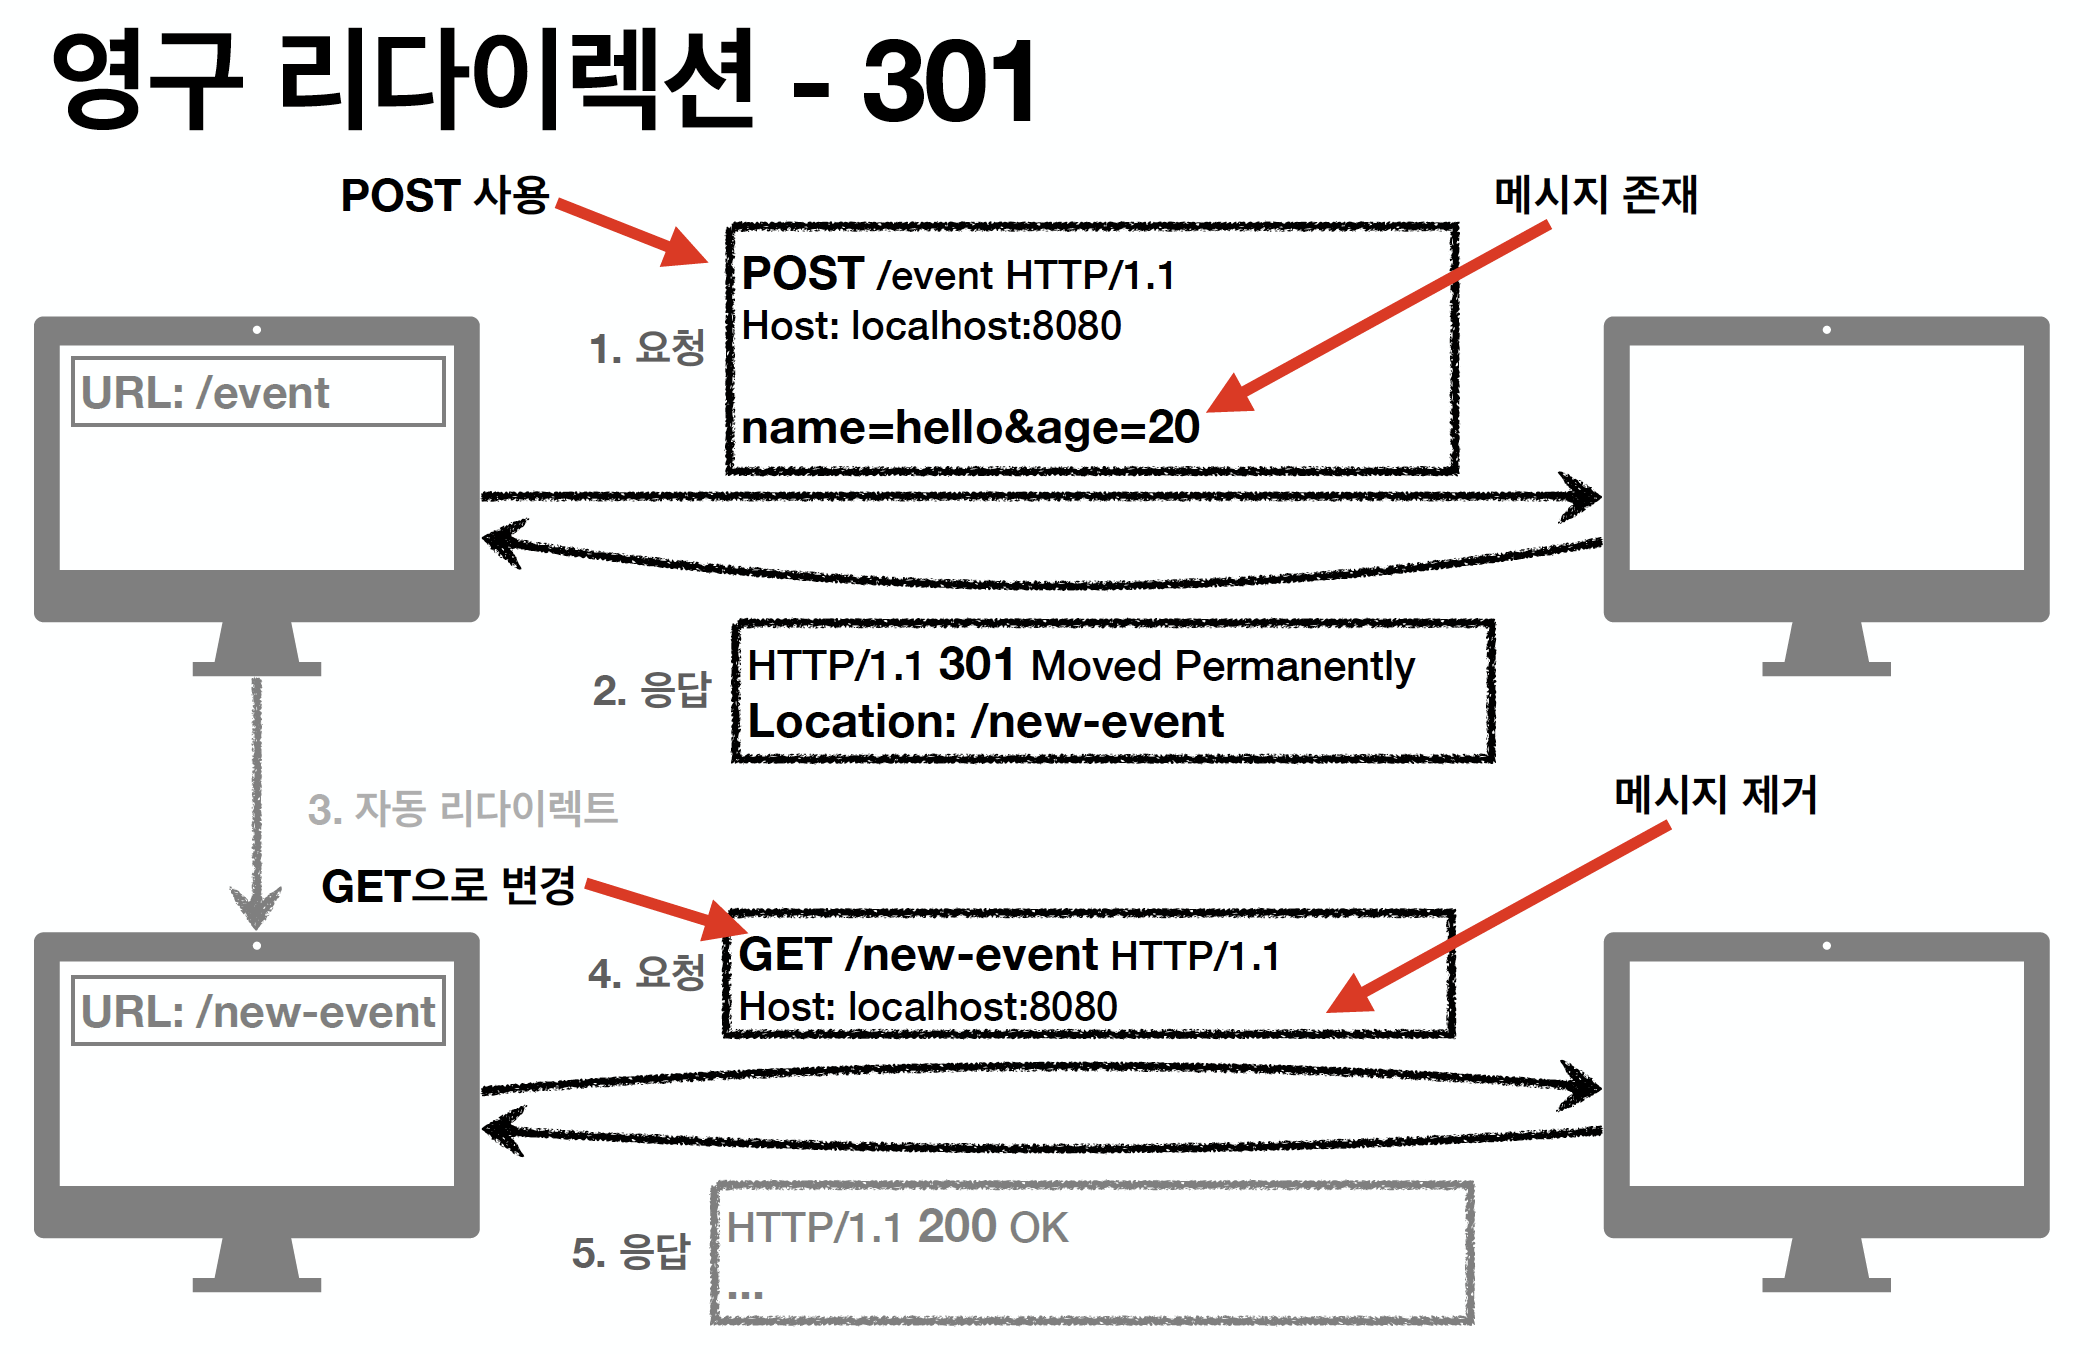 영구 리다이렉션 - 301
POST 사용
메시지 존재
URL: /event
1. 요청
POST /event HTTP/1.1
Host: localhost:8080
name=hello&age=20
2. 응답
HTTP/1.1 301 Moved Permanently
Location: /new-event
3. 자동 리다이렉트
메시지 제거
GET으로 변경
URL: /new-event
4. 요청
GET /new-event HTTP/1.1
Host: localhost:8080
5. 응답
HTTP/1.1 200 OK
...